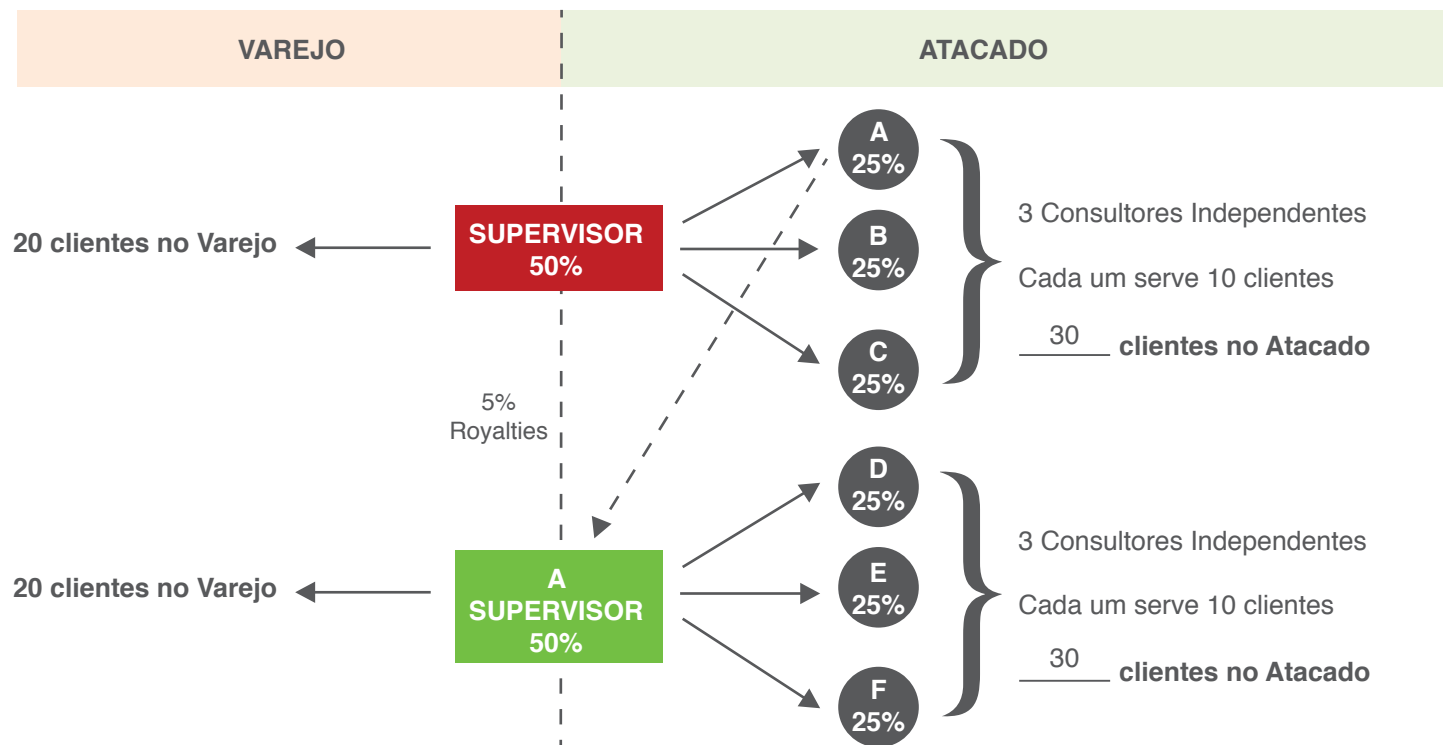 VAREJO
ATACADO
A
25%
3 Consultores Independentes
SUPERVISOR
50%
20 clientes no Varejo
B
25%
Cada um serve 10 clientes
30 clientes no Atacado
C
25%
5%
Royalties
D
25%
3 Consultores Independentes
A
SUPERVISOR
50%
20 clientes no Varejo
E
25%
Cada um serve 10 clientes
30 clientes no Atacado
F
25%